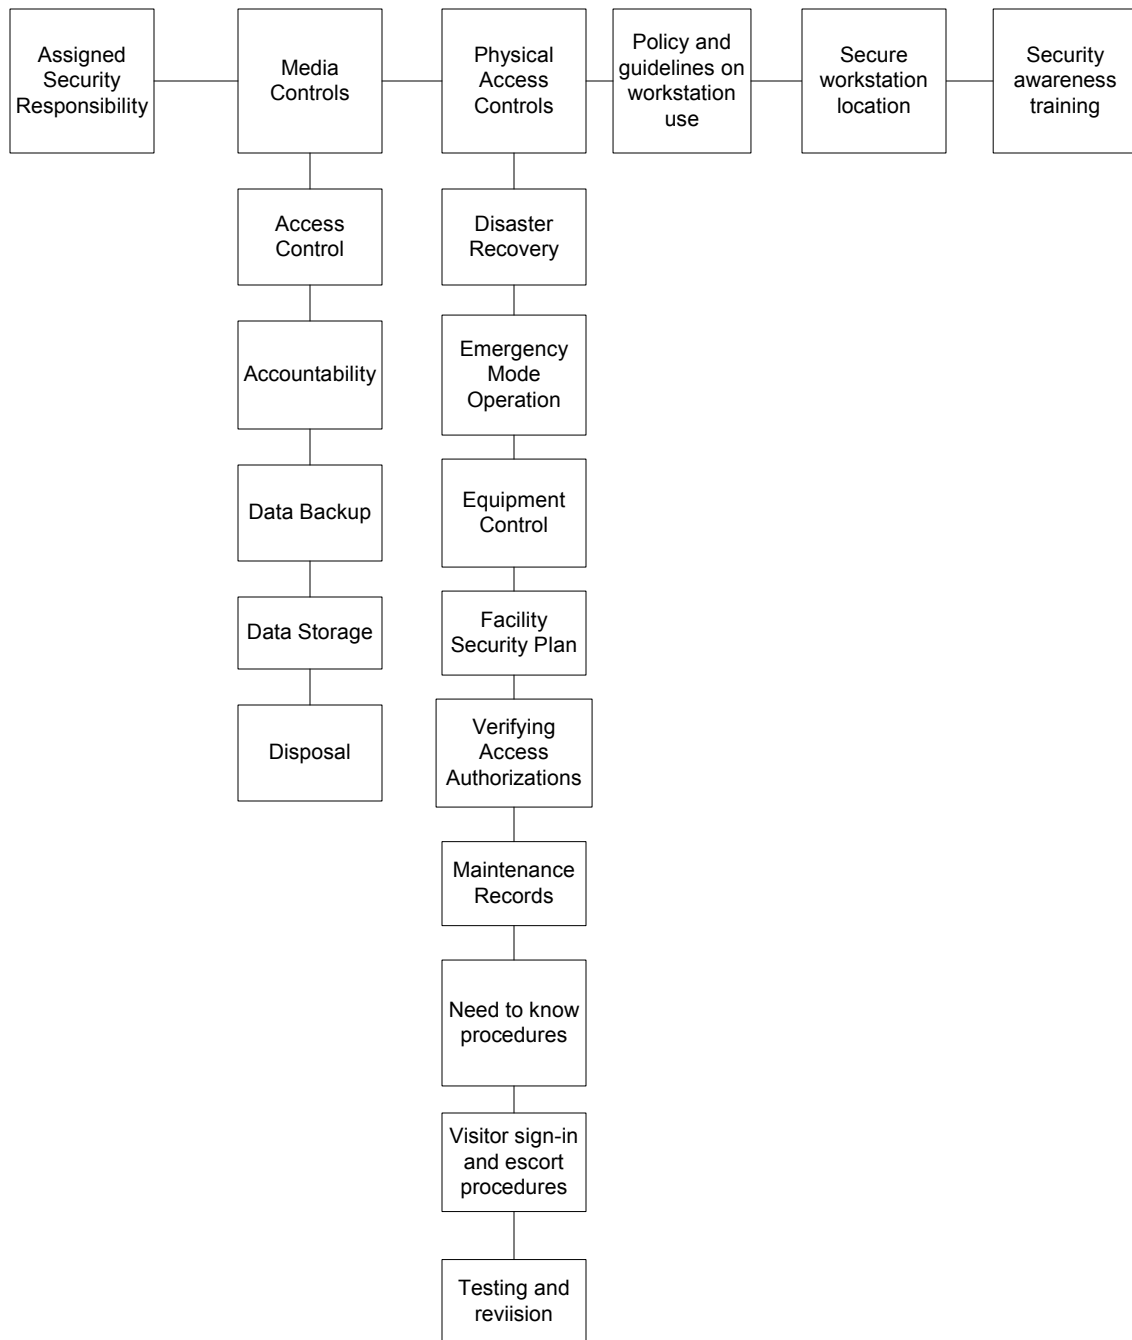 Assigned
Security
Responsibility
Media
Controls
Physical
Access
Controls
Policy and
guidelines on
workstation
use
Secure
workstation
location
Security
awareness
training
Access
Control
Accountability
Data Backup
Data Storage
Disposal
Disaster
Recovery
Emergency
Mode
Operation
Equipment
Control
Facility
Security Plan
Verifying
Access
Authorizations
Maintenance
Records
Need to know
procedures
Visitor sign-in
and escort
procedures
Testing and
reviision